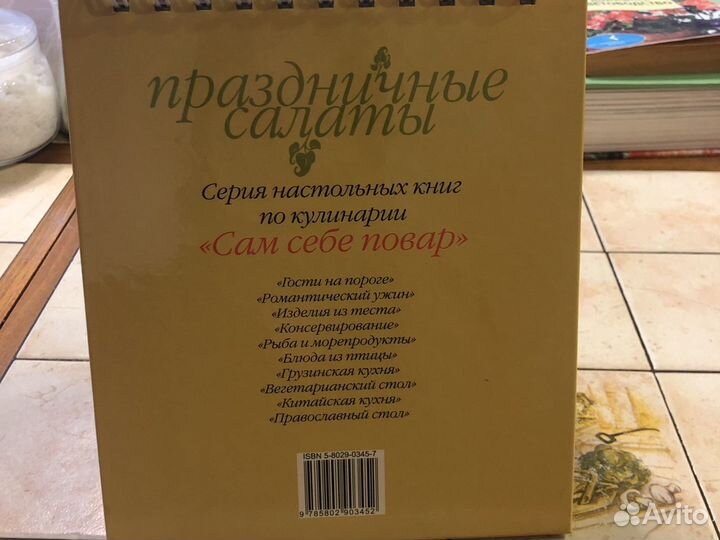 праздничные
салаты
Серия настольных книг
по кулинарии
«Сам себе повар»
«Гости на пороге»
«Романтический ужин»
«Изделия из теста»
«Консервирование»
«Рыба и морепродукты»
«Блюда из птицы»
«Грузинская кухня»
«Вегетарианский стол»
«Китайская кухня»
«Православный стол»
ISBN 5-8029-0345-7
9 785802 903452
Avito